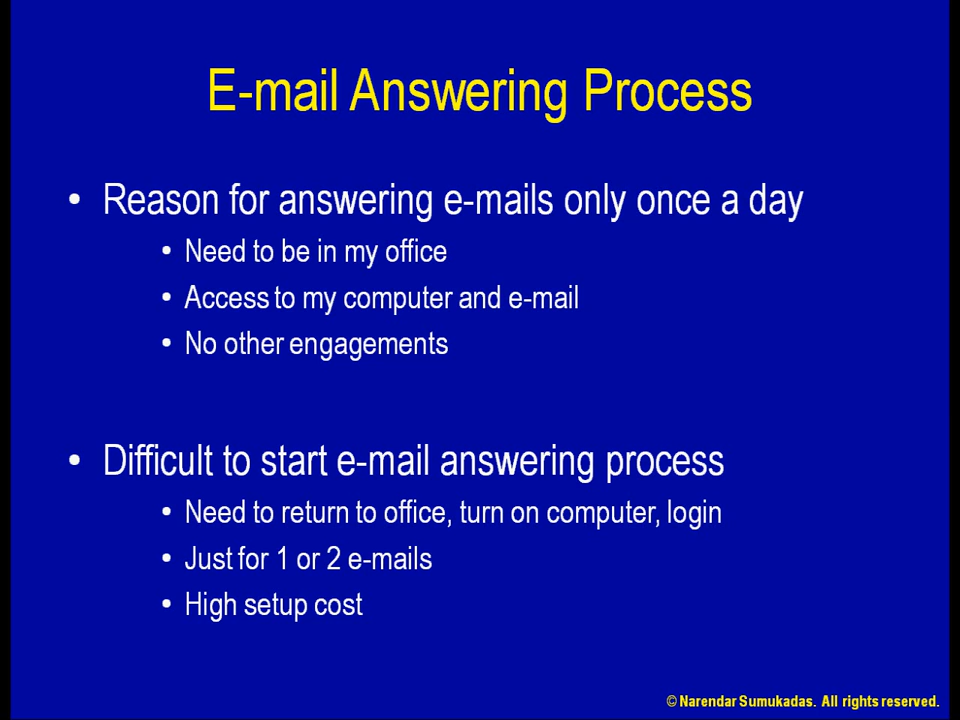 E-mail Answering Process
• Reason for answering e-mails only once a day
• Need to be in my office
• Access to my computer and e-mail
• No other engagements
• Difficult to start e-mail answering process
• Need to return to office, turn on computer, login
• Just for 1 or 2 e-mails
• High setup cost
© Narendar Sumukadas. All rights reserved.